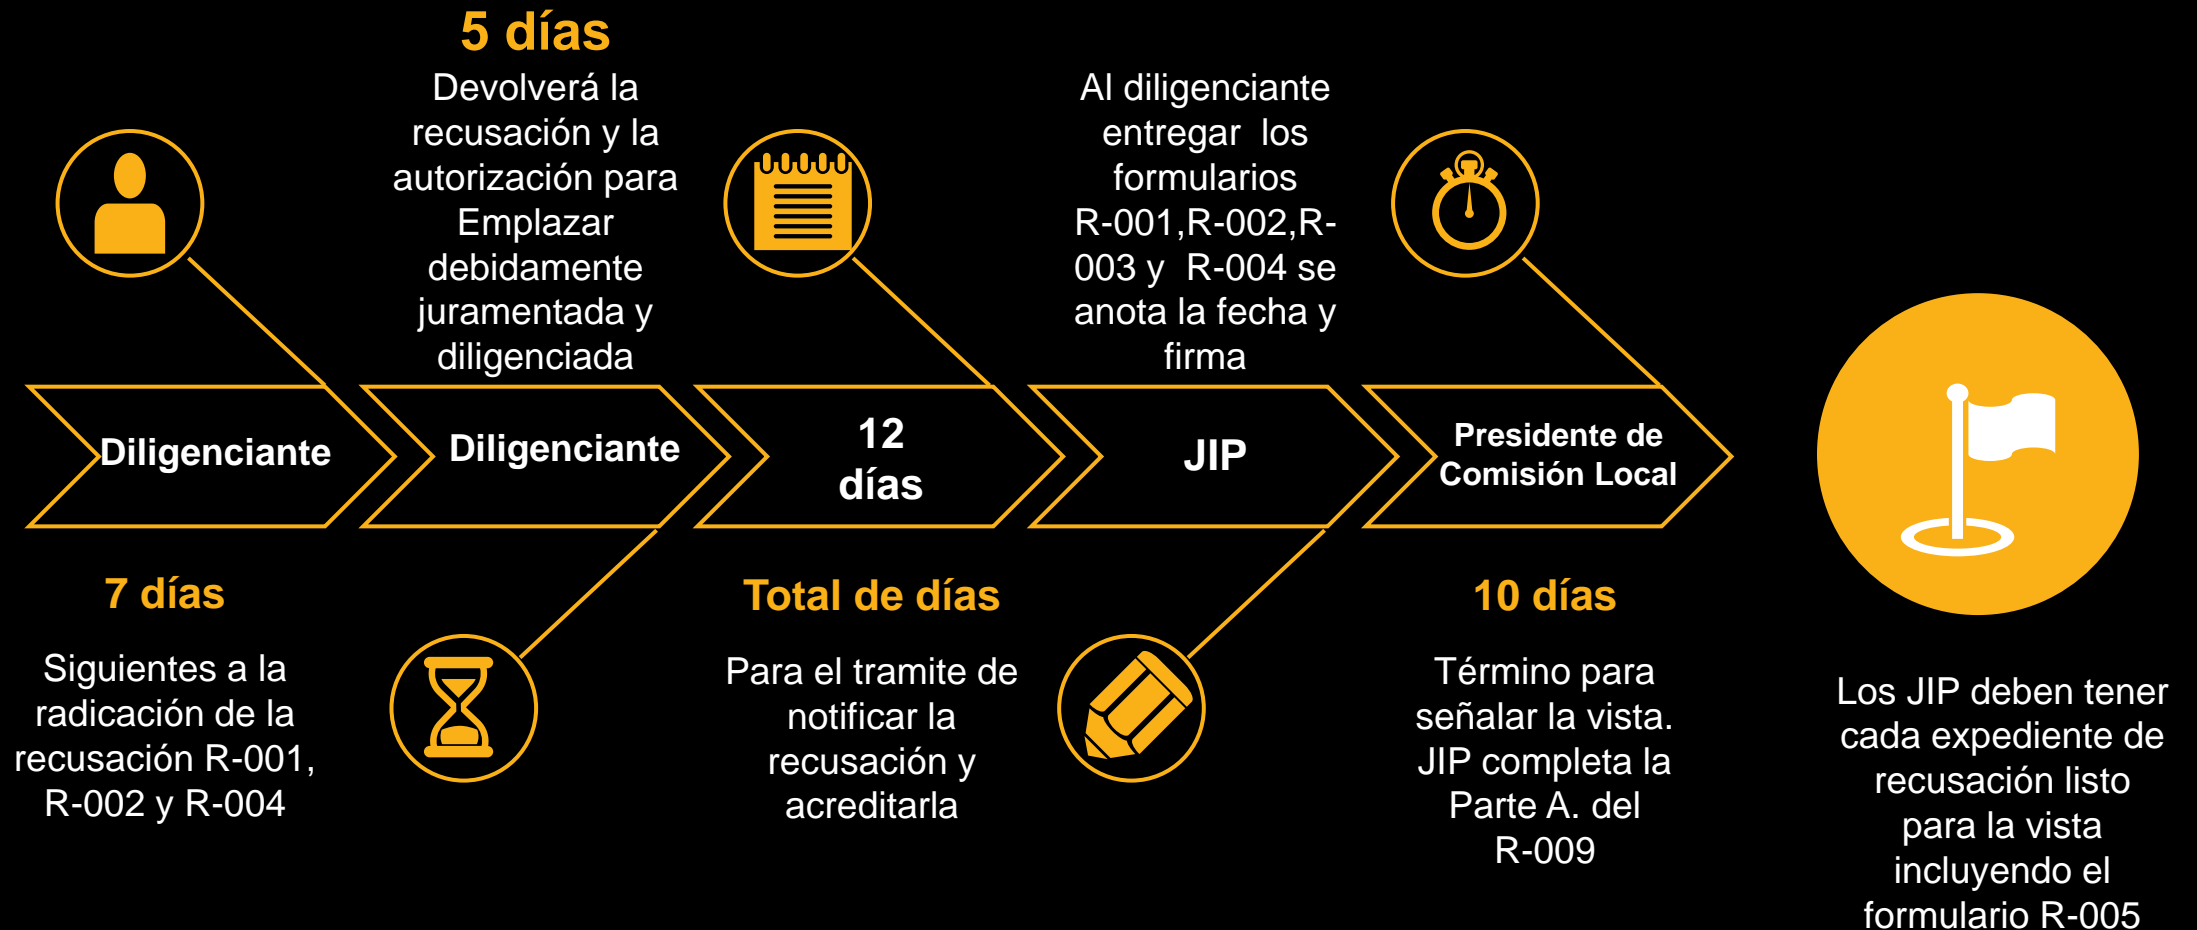 5 días
Devolverá la
recusación y la
autorización para
Emplazar
debidamente
juramentada y
diligenciada
Al diligenciante
entregar  los
formularios
R-001,R-002,R-
003 y  R-004 se
anota la fecha y
firma
Diligenciante
Diligenciante
12
días
JIP
Presidente de
Comisión Local
7 días
Siguientes a la
radicación de la
recusación R-001,
R-002 y R-004
Total de días
Para el tramite de
notificar la
recusación y
acreditarla
10 días
Término para
señalar la vista.
JIP completa la
Parte A. del
R-009
Los JIP deben tener
cada expediente de
recusación listo
para la vista
incluyendo el
formulario R-005